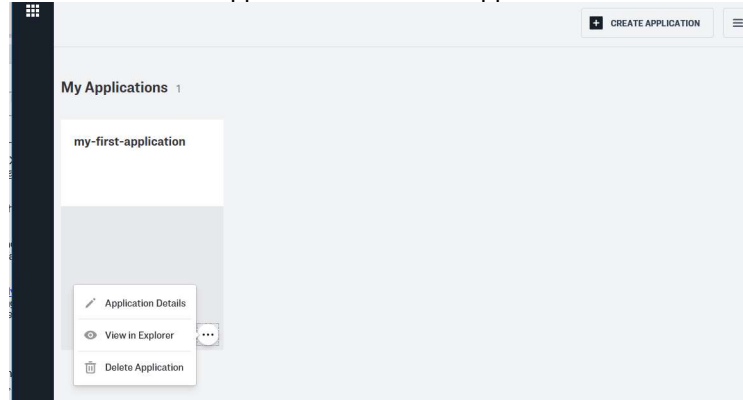 CREATE APPLICATION
My Applications 1
my-first-application
Application Details
View in Explorer
Delete Application